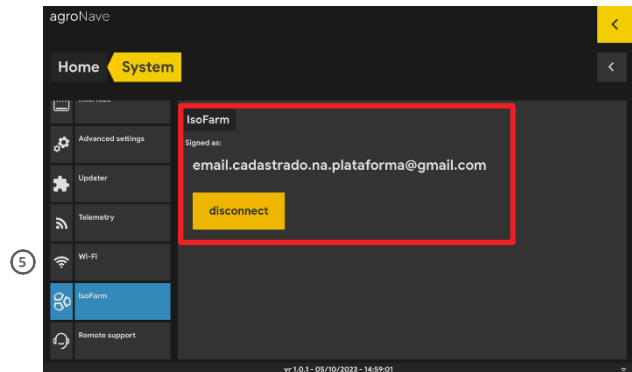 agroNave
Home
System
IsoFarm
Signed as:
email.cadastrado.na.plataforma@gmail.com
disconnect
Advanced settings
Updater
Telemetry
Wi-Fi
IsoFarm
Remote support
5
vr 1.0.1 - 05/10/2023 - 14:59:01